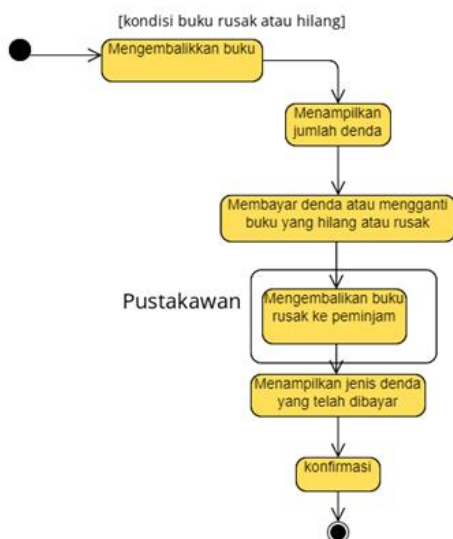 [kondisi buku rusak atau hilang]
Mengembalikkan buku
Menampilkan
jumlah denda
Membayar denda atau mengganti
buku yang hilang atau rusak
Pustakawan
Mengembalikan buku
rusak ke peminjam
Menampilkan jenis denda
yang telah dibayar
konfirmasi